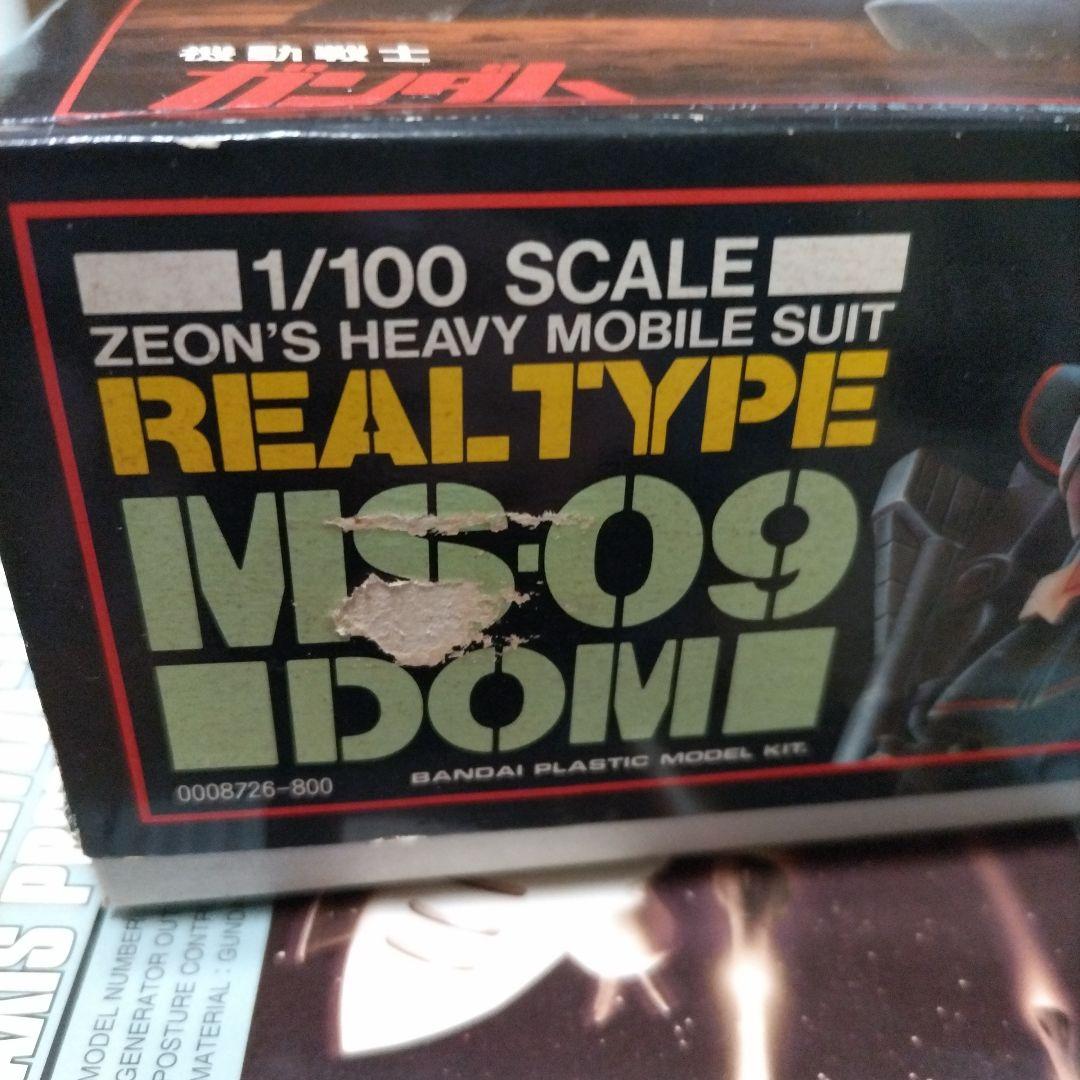 機動戦士
ガンダム
1/100 SCALE
ZEON'S HEAVY MOBILE SUIT
REALTYPE
MS-09
DOM
0008726-800
BANDAI PLASTIC MODEL KIT.
MODEL NUMBER
GENERATOR OUT
POSTURE CONTR
MATERIAL : GUND